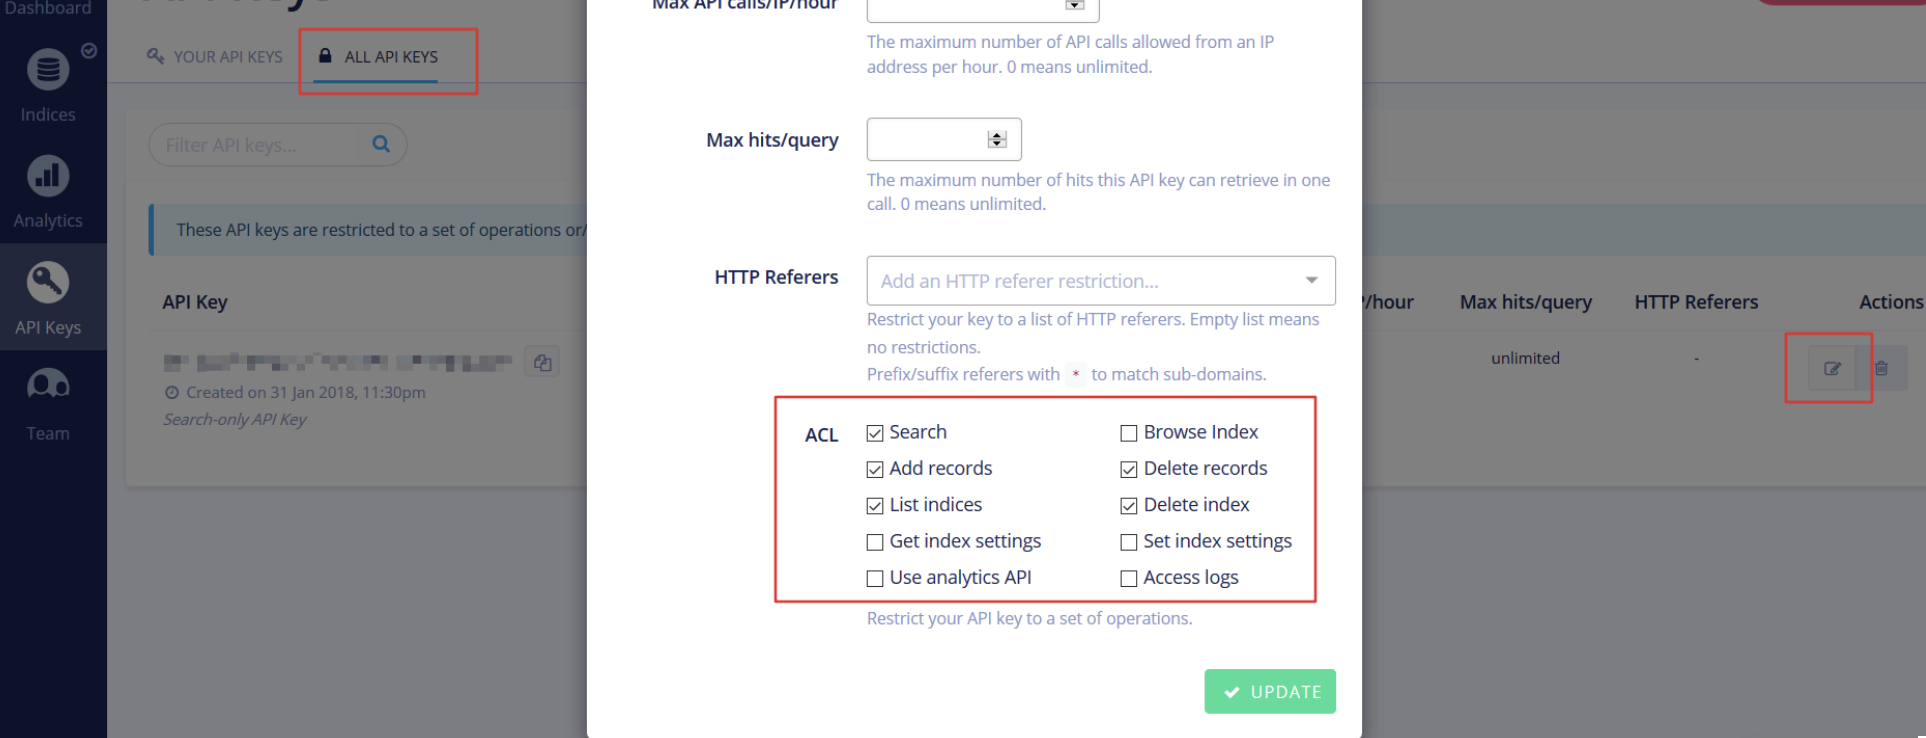 Dashboard
Indices
Analytics
API Keys
Team
YOUR API KEYS
ALL API KEYS
Filter API keys...
These API keys are restricted to a set of operations or/
API Key
/hour
Max hits/query
HTTP Referers
Actions
Created on 31 Jan 2018, 11:30pm
Search-only API Key
unlimited
-
Max API calls/IP/hour
The maximum number of API calls allowed from an IP
address per hour. 0 means unlimited.
Max hits/query
The maximum number of hits this API key can retrieve in one
call. 0 means unlimited.
HTTP Referers
Add an HTTP referer restriction...
Restrict your key to a list of HTTP referers. Empty list means
no restrictions.
Prefix/suffix referers with * to match sub-domains.
ACL
Search
Browse Index
Add records
Delete records
List indices
Delete index
Get index settings
Set index settings
Use analytics API
Access logs
Restrict your API key to a set of operations.
UPDATE